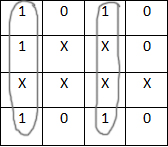 1 0 1 0
1 X X 0
X X X X
1 0 1 0